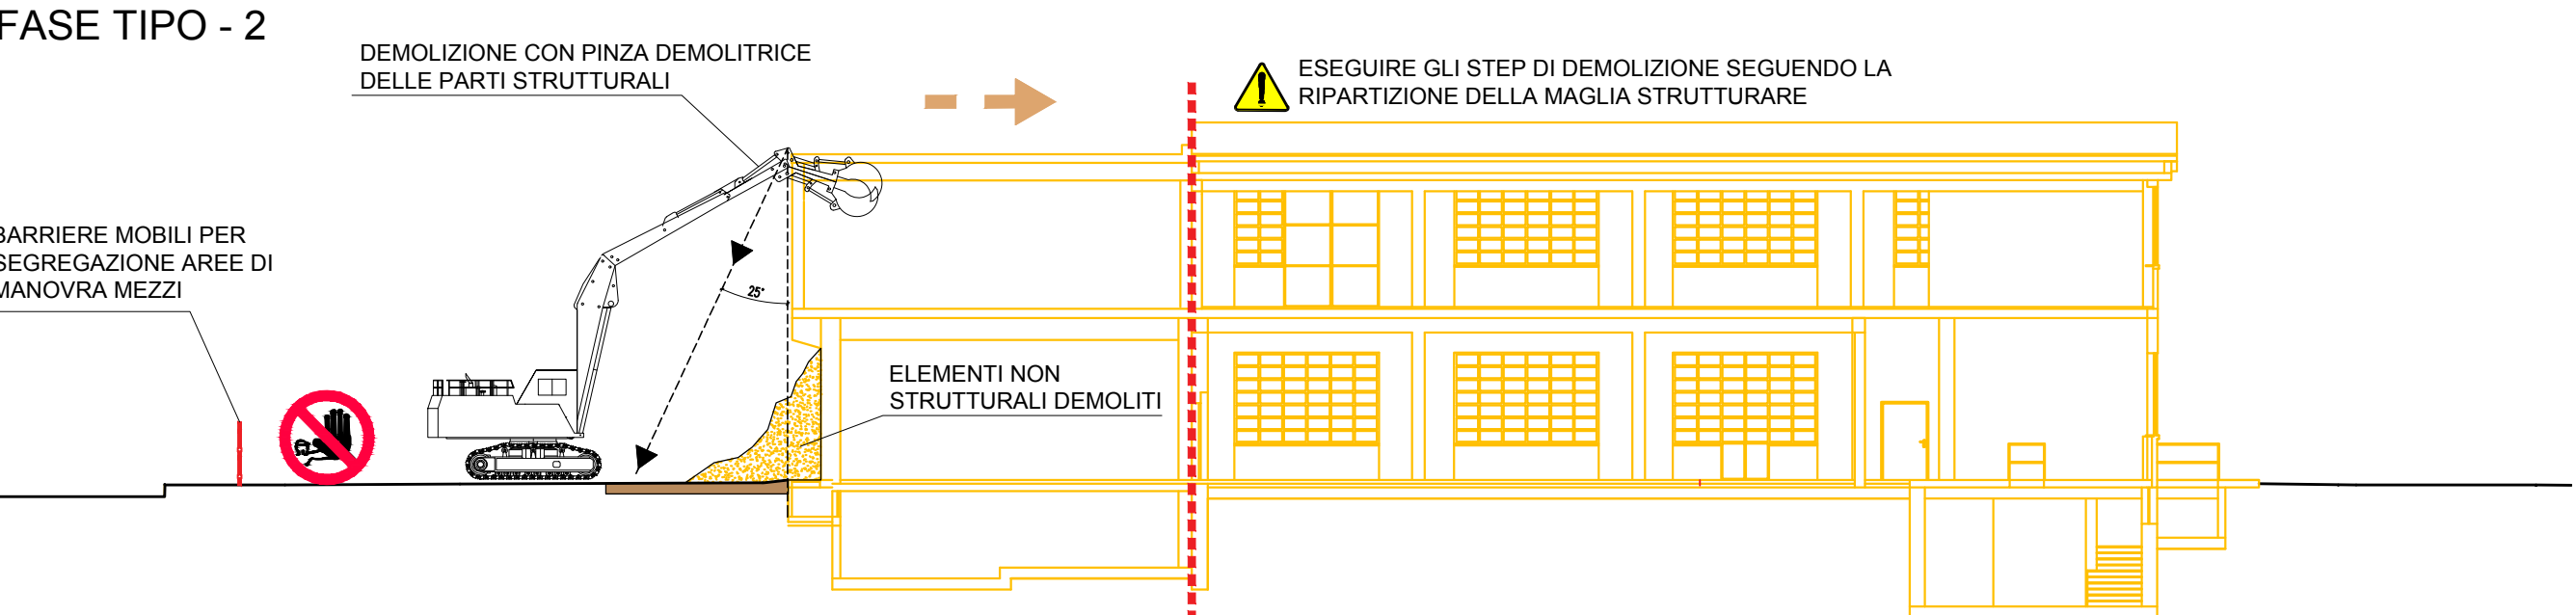 FASE TIPO - 2
DEMOLIZIONE CON PINZA DEMOLITRICE
DELLE PARTI STRUTTURALI
ESEGUIRE GLI STEP DI DEMOLIZIONE SEGUENDO LA
RIPARTIZIONE DELLA MAGLIA STRUTTURARE
BARRIERE MOBILI PER
SEGREGAZIONE AREE DI
MANOVRA MEZZI
25°
ELEMENTI NON
STRUTTURALI DEMOLITI